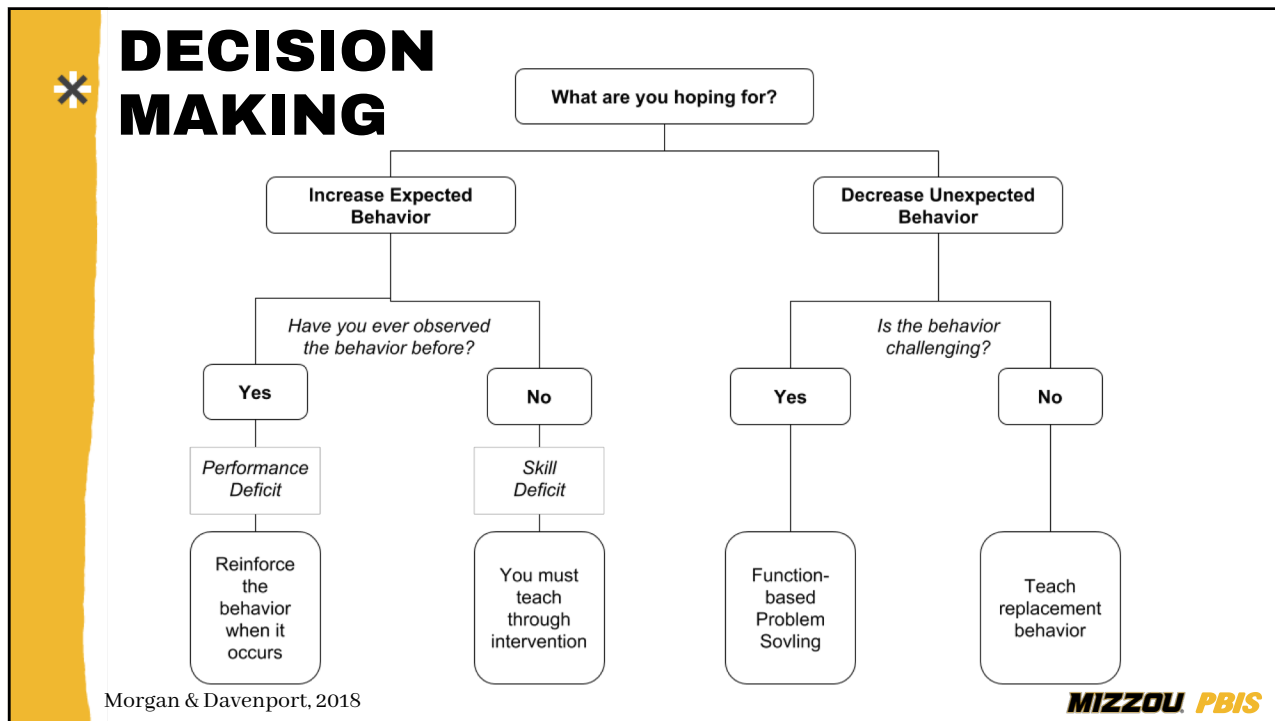 DECISION
MAKING
What are you hoping for?
Increase Expected
Behavior
Decrease Unexpected
Behavior
Have you ever observed
the behavior before?
Is the behavior
challenging?
Yes
No
Yes
No
Performance
Deficit
Skill
Deficit
Reinforce
the
behavior
when it
occurs
You must
teach
through
intervention
Function-
based
Problem
Sovling
Teach
replacement
behavior
Morgan & Davenport, 2018
MIZZOU PBIS